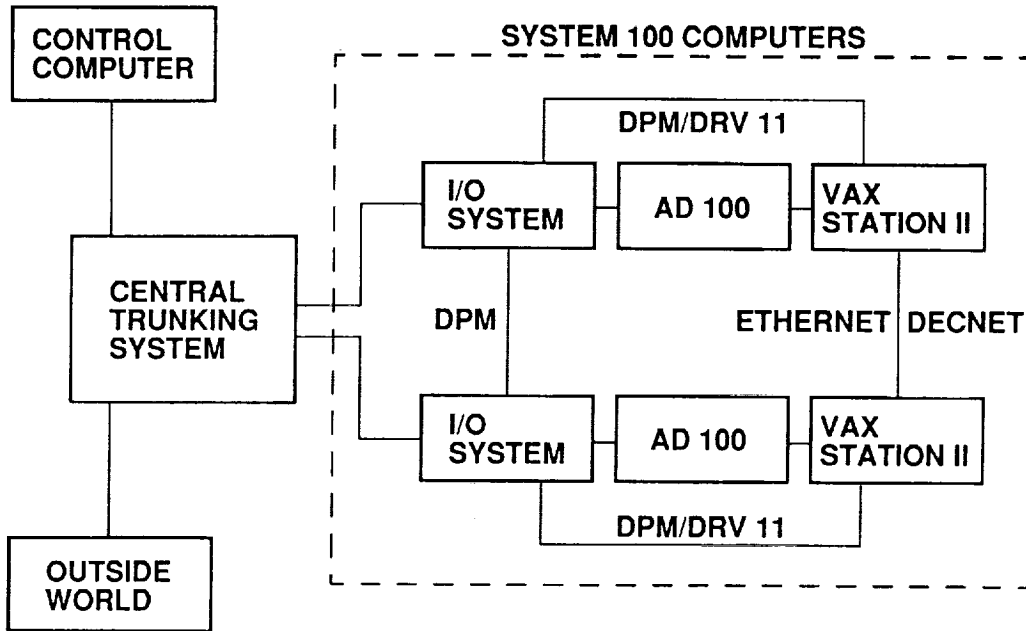 CONTROL
COMPUTER
SYSTEM 100 COMPUTERS
DPM/DRV 11
I/O
SYSTEM
AD 100
VAX
STATION II
CENTRAL
TRUNKING
SYSTEM
DPM
ETHERNET DECNET
I/O
SYSTEM
AD 100
VAX
STATION II
DPM/DRV 11
OUTSIDE
WORLD